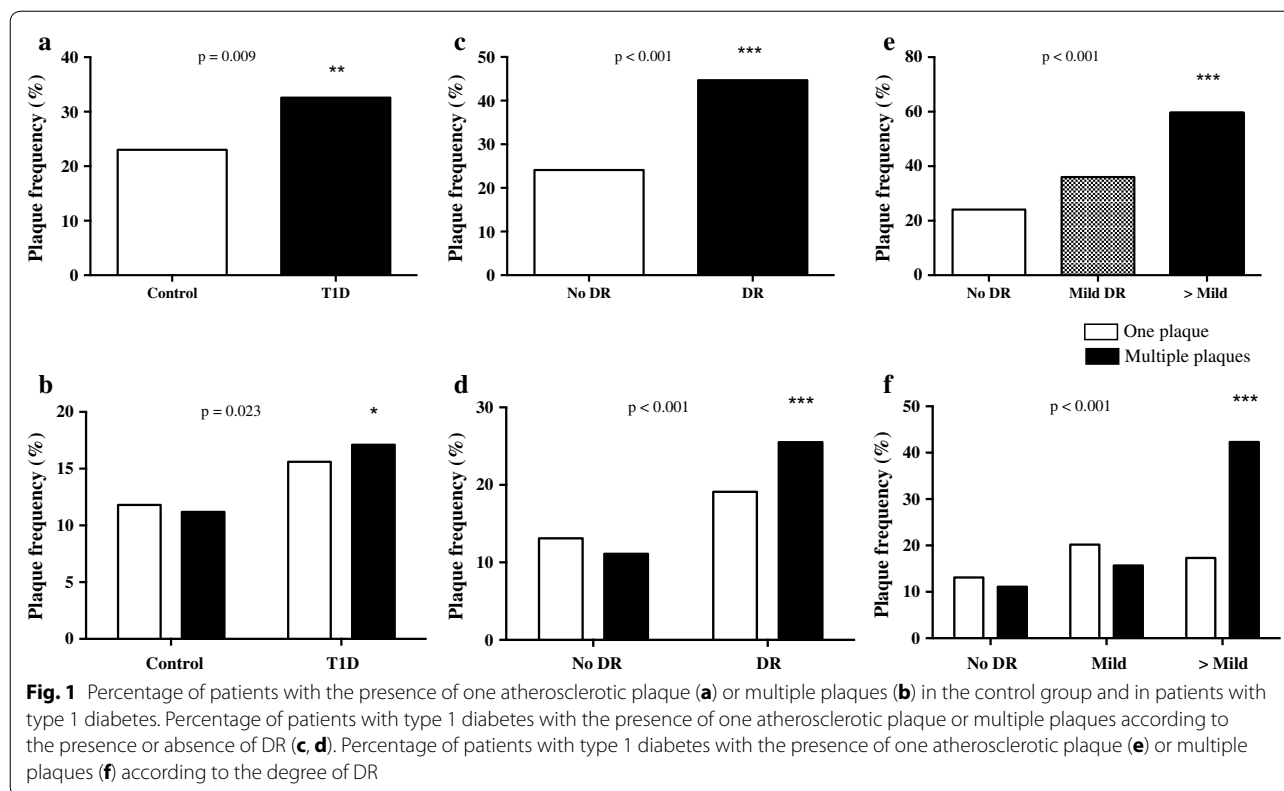 a
p = 0.009
**
Plaque frequency (%)
40
30
20
10
0
Control T1D
c
p < 0.001
***
Plaque frequency (%)
50
40
30
20
10
0
No DR DR
e
p < 0.001
***
Plaque frequency (%)
80
60
40
20
0
No DR Mild DR > Mild
One plaque
Multiple plaques
b
p = 0.023
*
Plaque frequency (%)
20
15
10
5
0
Control T1D
d
p < 0.001
***
Plaque frequency (%)
30
20
10
0
No DR DR
f
p < 0.001
***
Plaque frequency (%)
50
40
30
20
10
0
No DR Mild > Mild
Fig. 1 Percentage of patients with the presence of one atherosclerotic plaque (a) or multiple plaques (b) in the control group and in patients with
type 1 diabetes. Percentage of patients with type 1 diabetes with the presence of one atherosclerotic plaque or multiple plaques according to
the presence or absence of DR (c, d). Percentage of patients with type 1 diabetes with the presence of one atherosclerotic plaque (e) or multiple
plaques (f) according to the degree of DR